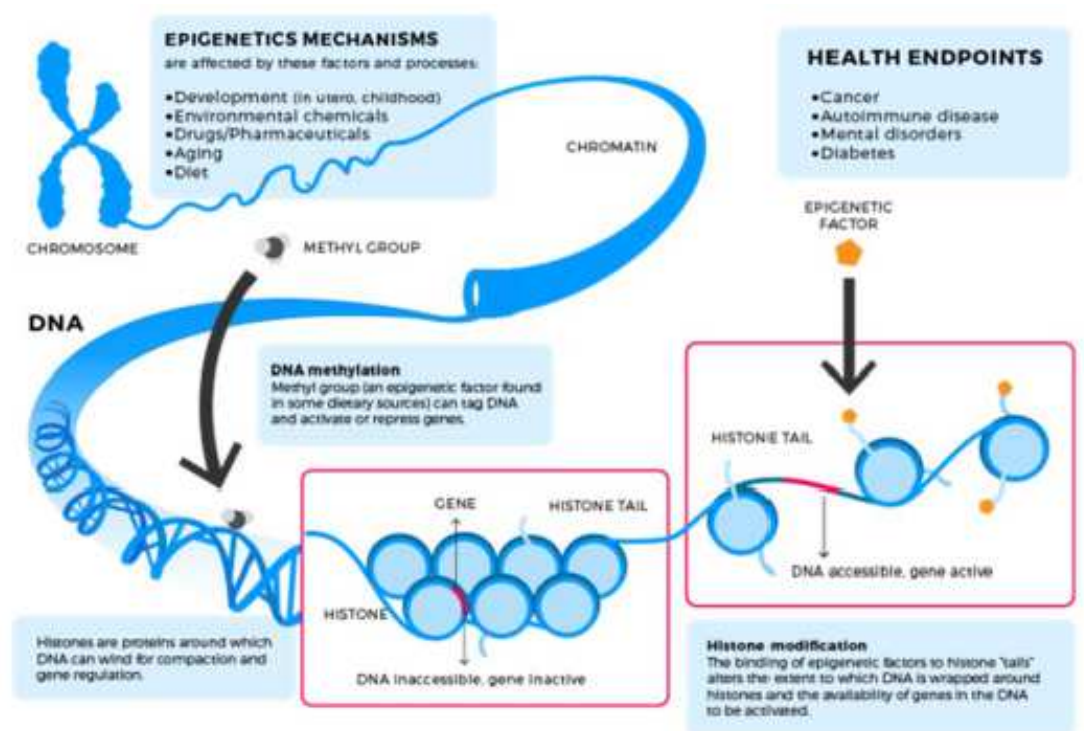 EPIGENETICS MECHANISMS
are affected by these factors and processes:
•Development (in utero, childhood)
•Environmental chemicals
•Drugs/Pharmaceuticals
•Aging
•Diet
HEALTH ENDPOINTS
•Cancer
•Autoimmune disease
•Mental disorders
•Diabetes
CHROMATIN
EPIGENETIC
FACTOR
CHROMOSOME
METHYL GROUP
DNA
DNA methylation
Methyl group (an epigenetic factor found
in some dietary sources) can tag DNA
and activate or repress genes.
HISTONE TAIL
GENE
HISTONE TAIL
DNA accessible, gene active
HISTONE
DNA inaccessible, gene inactive
Histones are proteins around which
DNA can wind for compaction and
gene regulation.
Histone modification
The binding of epigenetic factors to histone "tails"
alters the extent to which DNA is wrapped around
histones and the availability of genes in the DNA
to be activated.